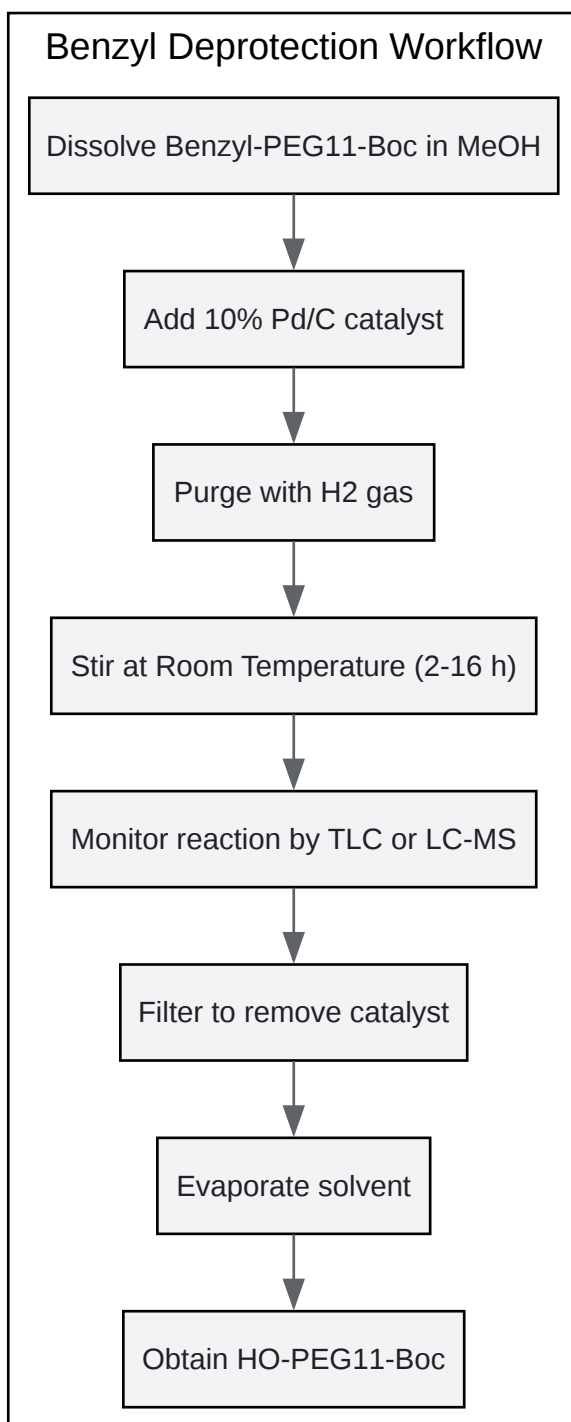 Benzyl Deprotection Workflow
Dissolve Benzyl-PEG11-Boc in MeOH
Add 10% Pd/C catalyst
Purge with H2 gas
Stir at Room Temperature (2-16 h)
Monitor reaction by TLC or LC-MS
Filter to remove catalyst
Evaporate solvent
Obtain HO-PEG11-Boc